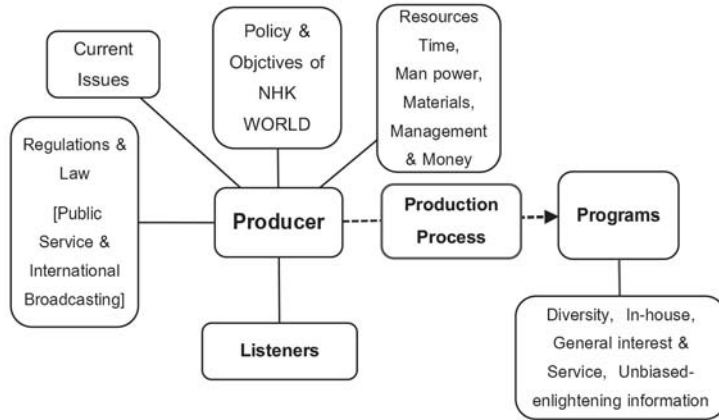 Current
Issues
Policy &
Objctives of
NHK
WORLD
Resources
Time,
Man power,
Materials,
Management
& Money
Regulations &
Law
[Public
Service &
International
Broadcasting]
Producer
Production
Process
Programs
Listeners
Diversity, In-house,
General interest &
Service, Unbiased-
enlightening information